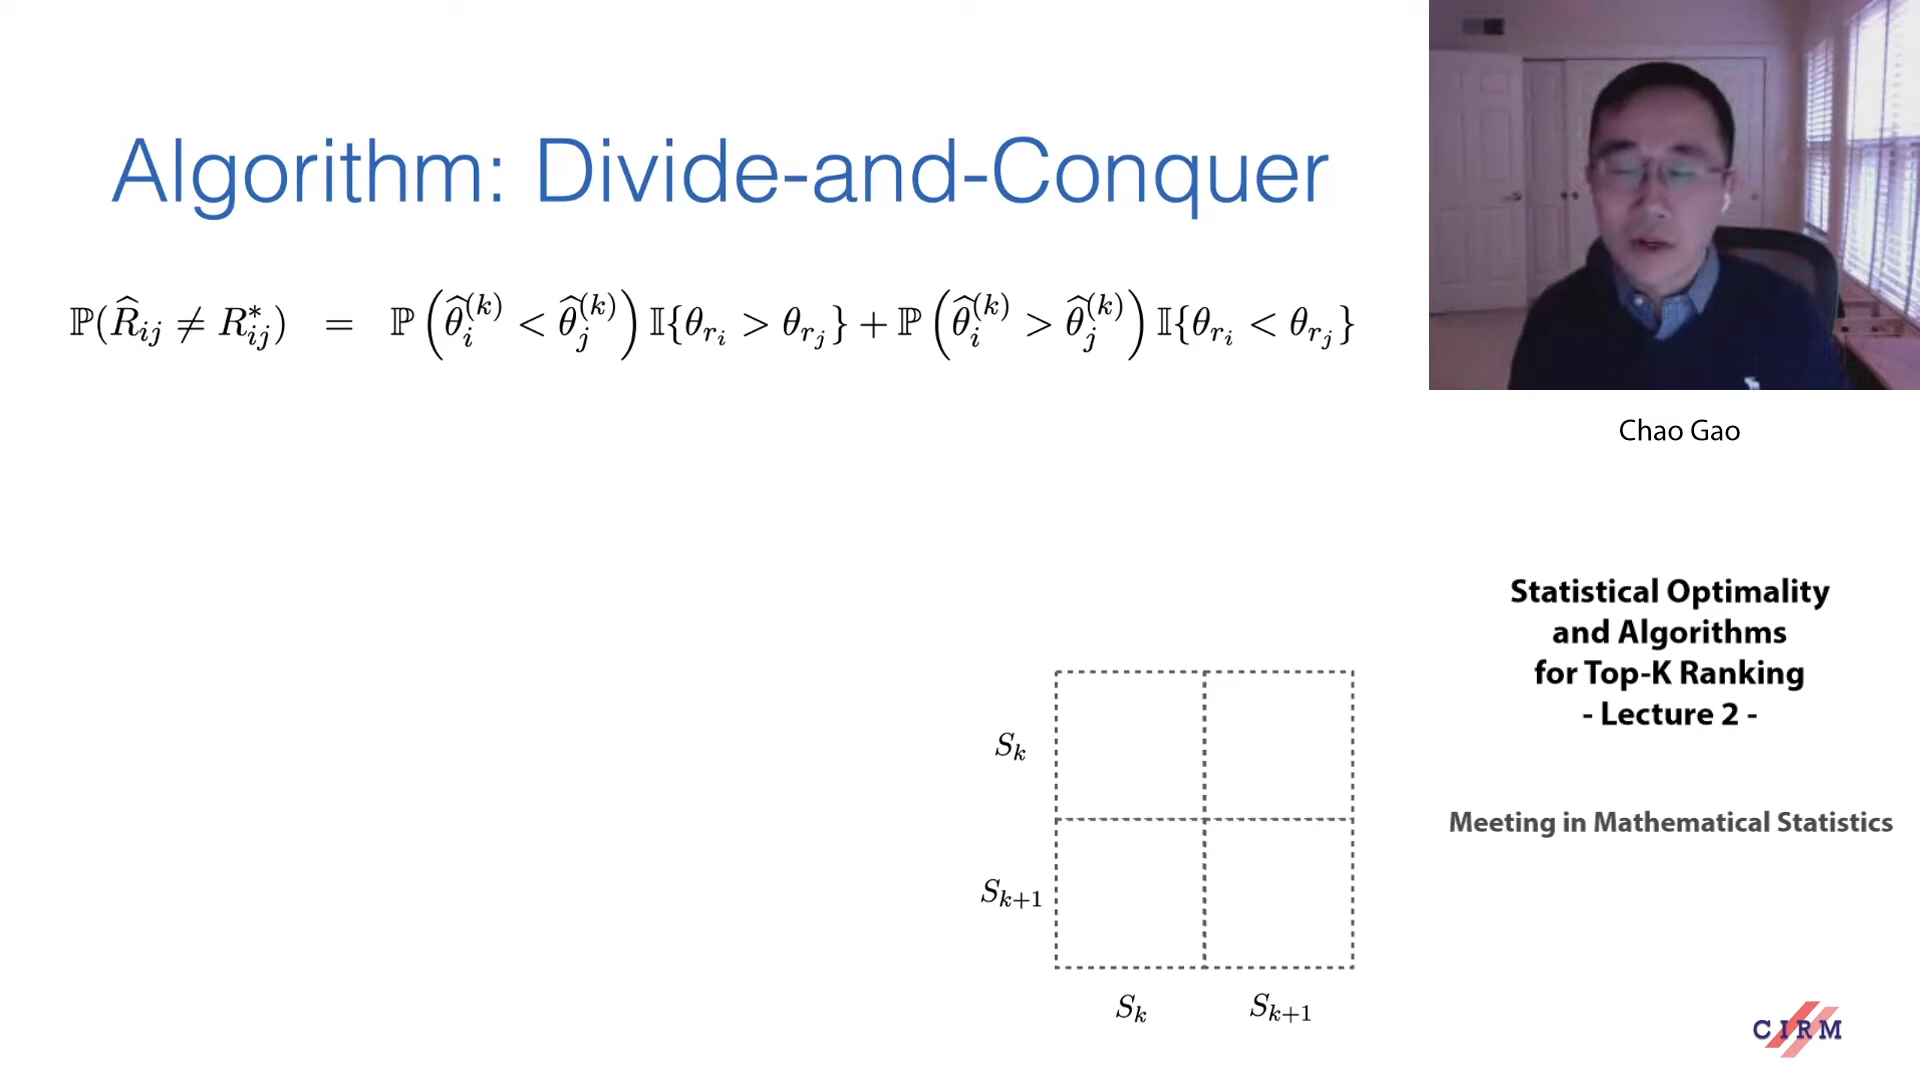 Algorithm: Divide-and-Conquer
ℙ(R̂_{ij} ≠ R*_{ij}) = ℙ(θ̂_i^{(k)} < θ̂_j^{(k)}) 𝕀{θ_{r_i} > θ_{r_j}} + ℙ(θ̂_i^{(k)} > θ̂_j^{(k)}) 𝕀{θ_{r_i} < θ_{r_j}}
Chao Gao
Statistical Optimality
and Algorithms
for Top-K Ranking
- Lecture 2 -
Meeting in Mathematical Statistics
S_k
S_{k+1}
S_k S_{k+1}
CIRM